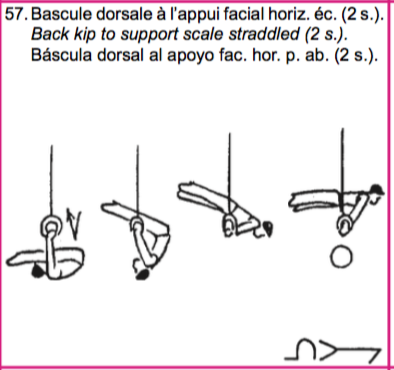 57. Bascule dorsale à l'appui facial horiz. éc. (2 s.).
Back kip to support scale straddled (2 s.).
Báscula dorsal al apoyo fac. hor. p. ab. (2 s.).